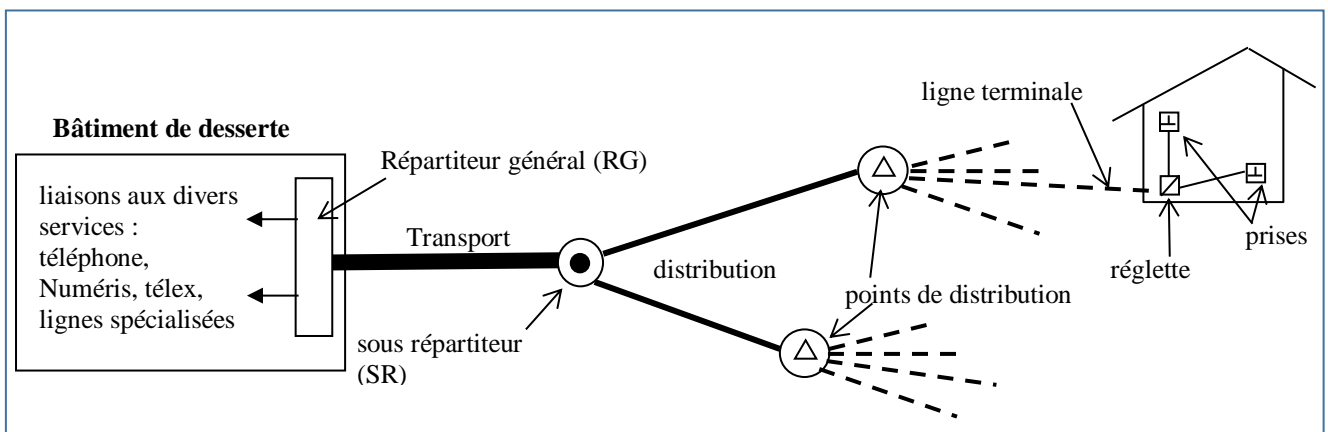 Bâtiment de desserte
liaisons aux divers
services :
téléphone,
Numéris, télex,
lignes spécialisées
Répartiteur général (RG)
Transport
sous répartiteur
(SR)
distribution
points de distribution
ligne terminale
réglette
prises